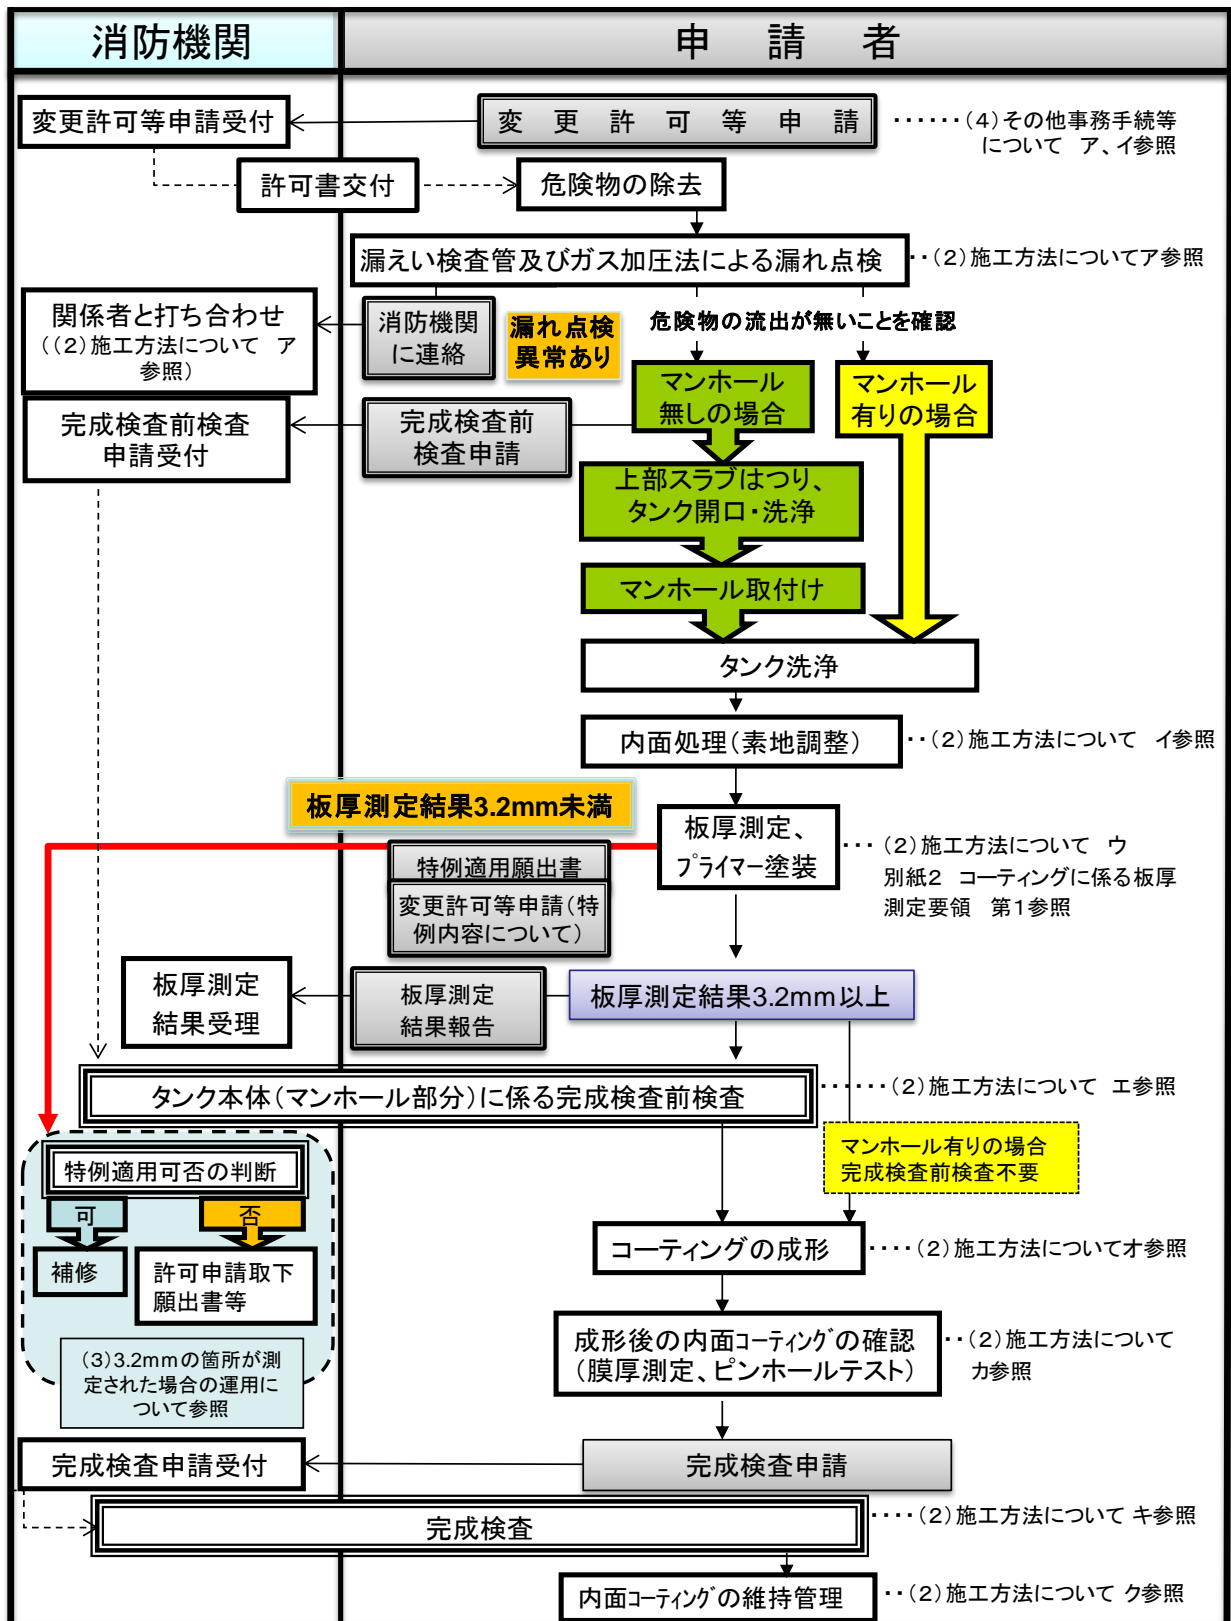 消防機関
申　請　者
変更許可等申請受付
変　更　許　可　等　申　請
・・・・・・(4)その他事務手続等
について　ア、イ参照
許可書交付
危険物の除去
漏えい検査管及びガス加圧法による漏れ点検
・・(2)施工方法についてア参照
関係者と打ち合わせ
((2)施工方法について　ア
参照)
消防機関
に連絡
漏れ点検
異常あり
危険物の流出が無いことを確認
マンホール
無しの場合
マンホール
有りの場合
完成検査前検査
申請受付
完成検査前
検査申請
上部スラブはつり、
タンク開口・洗浄
マンホール取付け
タンク洗浄
内面処理(素地調整)
・・(2)施工方法について　イ参照
板厚測定結果3.2mm未満
板厚測定、
プライマー塗装
・・・(2)施工方法について　ウ
別紙2　コーティングに係る板厚
測定要領　第1参照
特例適用願出書
変更許可等申請(特
例内容について)
板厚測定
結果受理
板厚測定
結果報告
板厚測定結果3.2mm以上
タンク本体(マンホール部分)に係る完成検査前検査
・・・・・・(2)施工方法について　エ参照
マンホール有りの場合
完成検査前検査不要
特例適用可否の判断
可
否
補修
許可申請取下
願出書等
コーティングの成形
・・・・(2)施工方法についてオ参照
(3)3.2mmの箇所が測
定された場合の運用に
ついて参照
成形後の内面コーティングの確認
(膜厚測定、ピンホールテスト)
・・(2)施工方法について
カ参照
完成検査申請受付
完成検査申請
完成検査
・・・・(2)施工方法について キ参照
内面コーティングの維持管理
・・(2)施工方法について ク参照